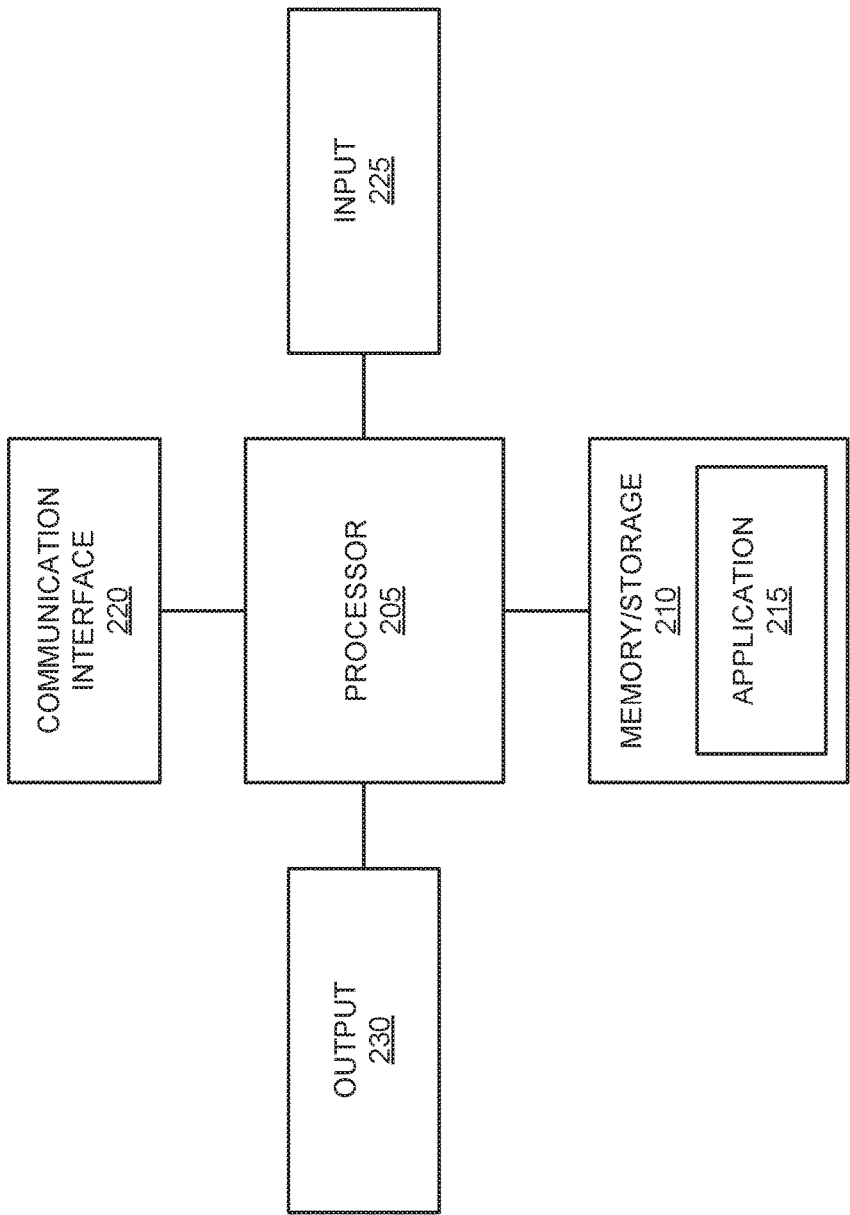 COMMUNICATION
INTERFACE
220
OUTPUT
230
PROCESSOR
205
INPUT
225
MEMORY/STORAGE
210
APPLICATION
215